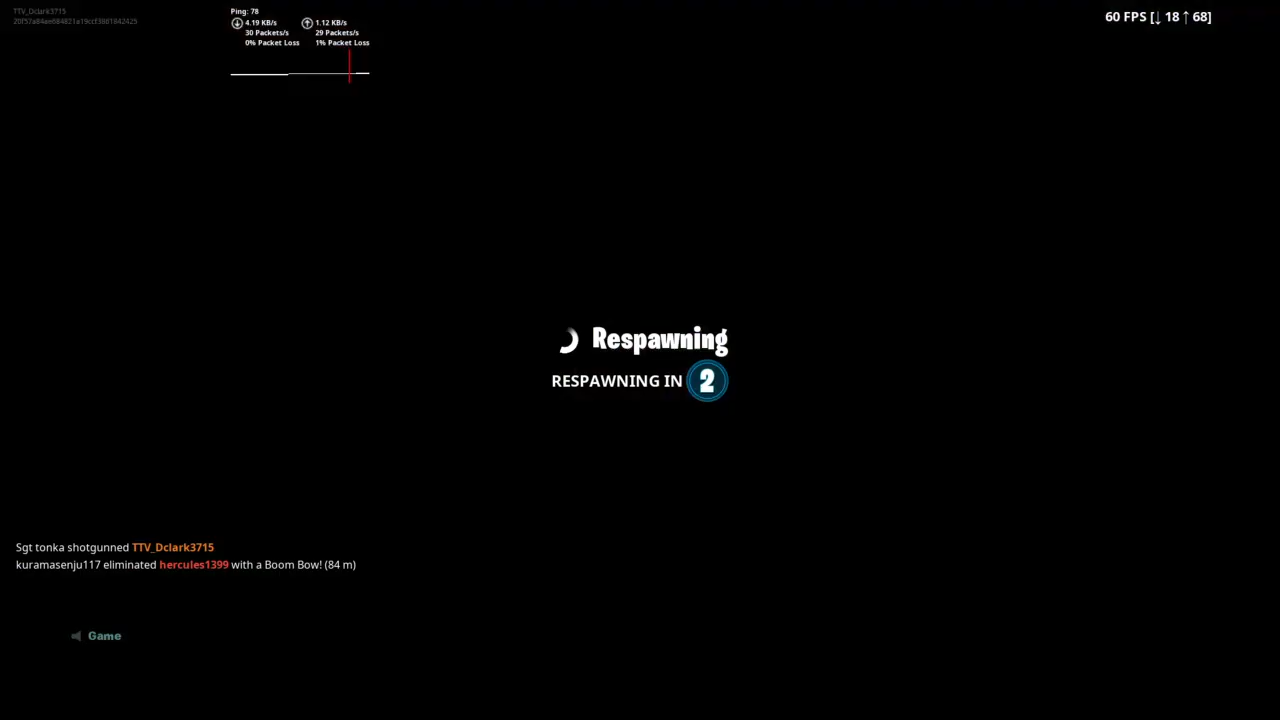 TTV_Dclark3715
Ping: 78
4.19 KB/s
1.12 KB/s
30 Packets/s
29 Packets/s
0% Packet Loss
1% Packet Loss
60 FPS [↓ 18 ↑ 68]
Respawning
RESPAWNING IN 2
Sgt tonka shotgunned TTV_Dclark3715
kuramasenju117 eliminated hercules1399 with a Boom Bow! (84 m)
Game